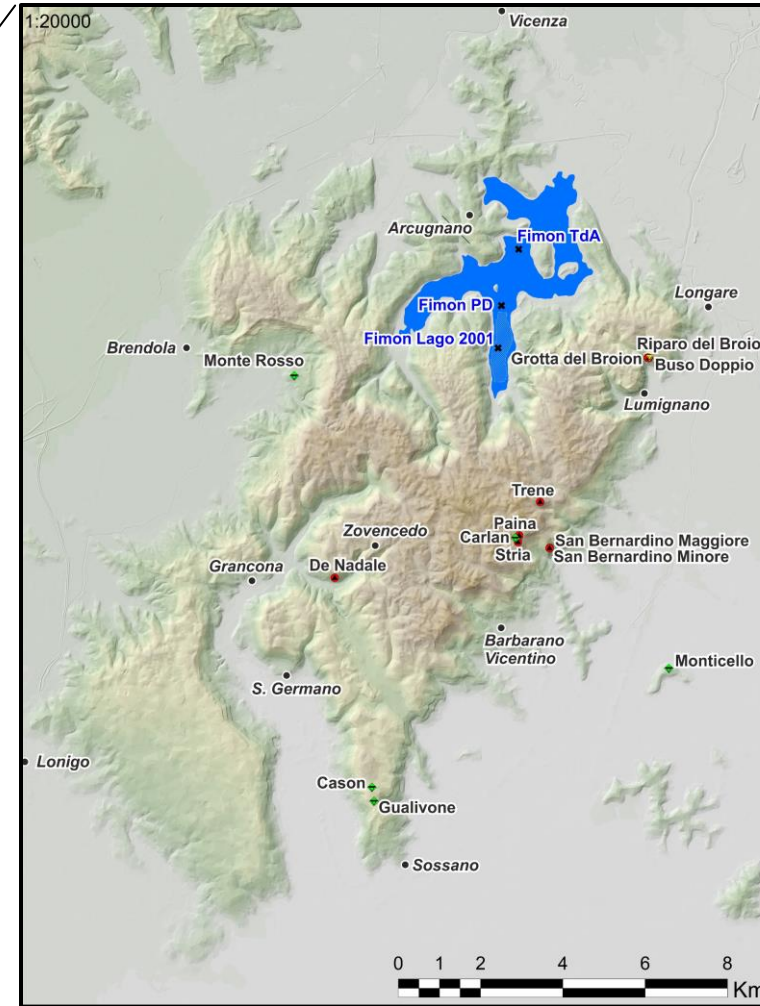 1:20000
Vicenza
Arcugnano
Fimon TdA
Fimon PD
Longare
Fimon Lago 2001
Riparo del Broio
Brendola
Grotta del Broion
Buso Doppio
Monte Rosso
Lumignano
Trene
Paina
Zovencedo
Carlan
San Bernardino Maggiore
Stria
San Bernardino Minore
De Nadale
Grancona
Barbarano
Vicentino
Monticello
S. Germano
Lonigo
Cason
Gualivone
Sossano
0 1 2 4 6 8
Km